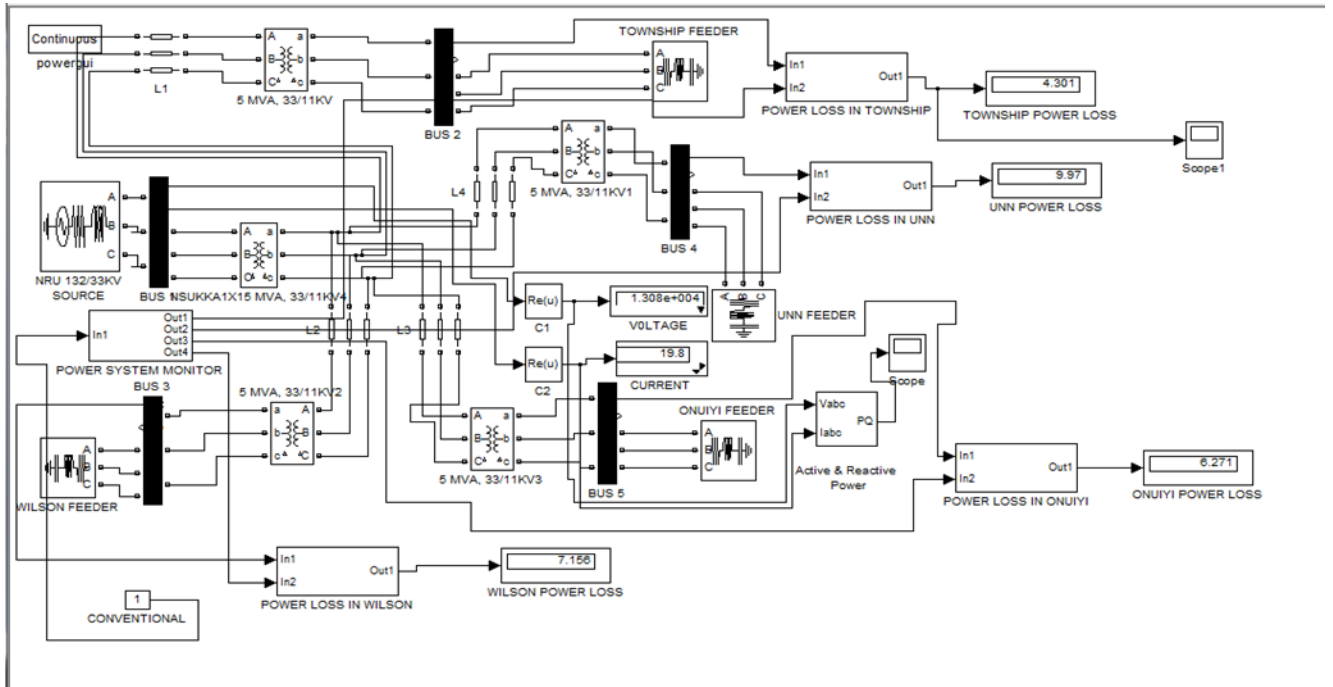 Continuous
powergui
L1
A
B
C
a
b
c
5 MVA, 33/11KV
BUS 2
TOWNSHIP FEEDER
A
B
C
In1
In2
Out1
POWER LOSS IN TOWNSHIP
4.301
TOWNSHIP POWER LOSS
Scope1
L4
A
B
C
a
b
c
5 MVA, 33/11KV1
BUS 4
In1
In2
Out1
POWER LOSS IN UNN
9.97
UNN POWER LOSS
A
B
C
NRU 132/33KV
SOURCE
BUS 1
A
B
C
a
b
c
NSUKKA1X15 MVA, 33/11KV4
Re(u)
C1
1.308e+004
VOLTAGE
A
B
C
UNN FEEDER
In1
Out1
Out2
Out3
Out4
POWER SYSTEM MONITOR
L2
L3
Re(u)
C2
19.8
CURRENT
Scope
BUS 3
5 MVA, 33/11KV2
a
b
c
A
B
C
A
B
C
WILSON FEEDER
A
B
C
a
b
c
5 MVA, 33/11KV3
BUS 5
ONUIYI FEEDER
A
B
C
Vabc
Iabc
PQ
Active & Reactive
Power
In1
In2
Out1
POWER LOSS IN ONUIYI
6.271
ONUIYI POWER LOSS
In1
In2
Out1
POWER LOSS IN WILSON
7.156
WILSON POWER LOSS
1
CONVENTIONAL